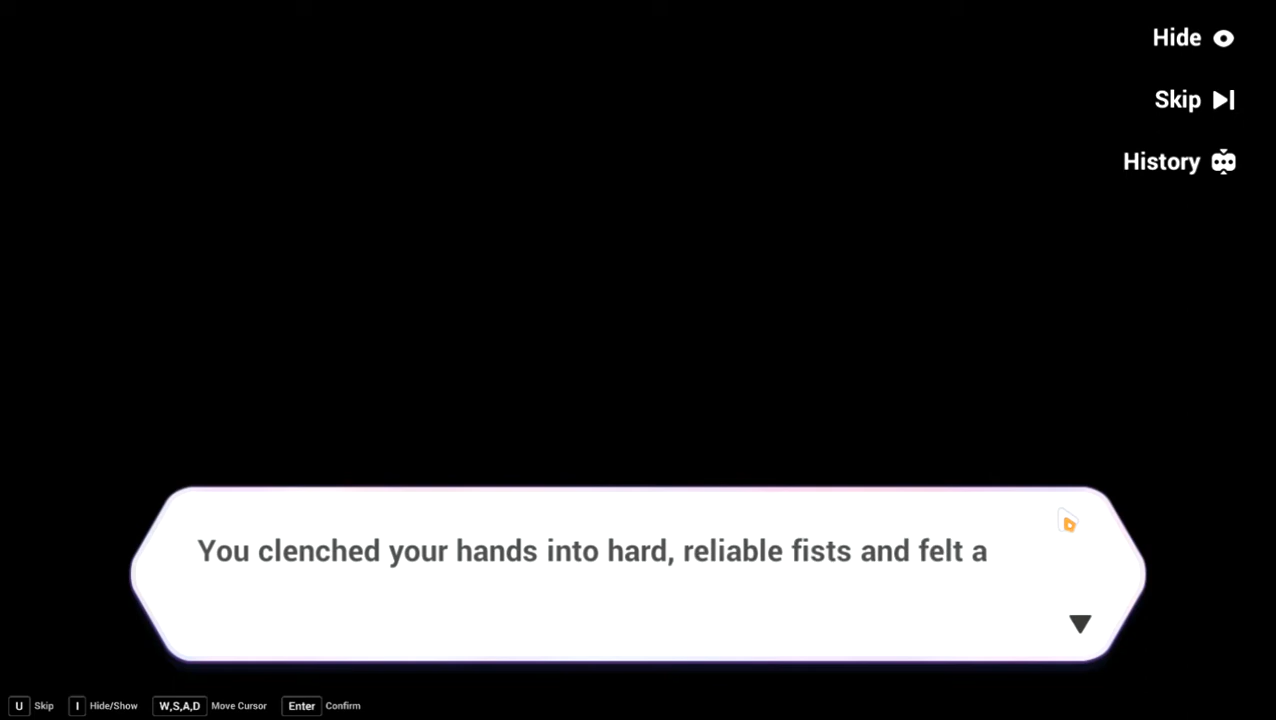 Hide
Skip
History
You clenched your hands into hard, reliable fists and felt a
U Skip I Hide/Show W,S,A,D Move Cursor Enter Confirm